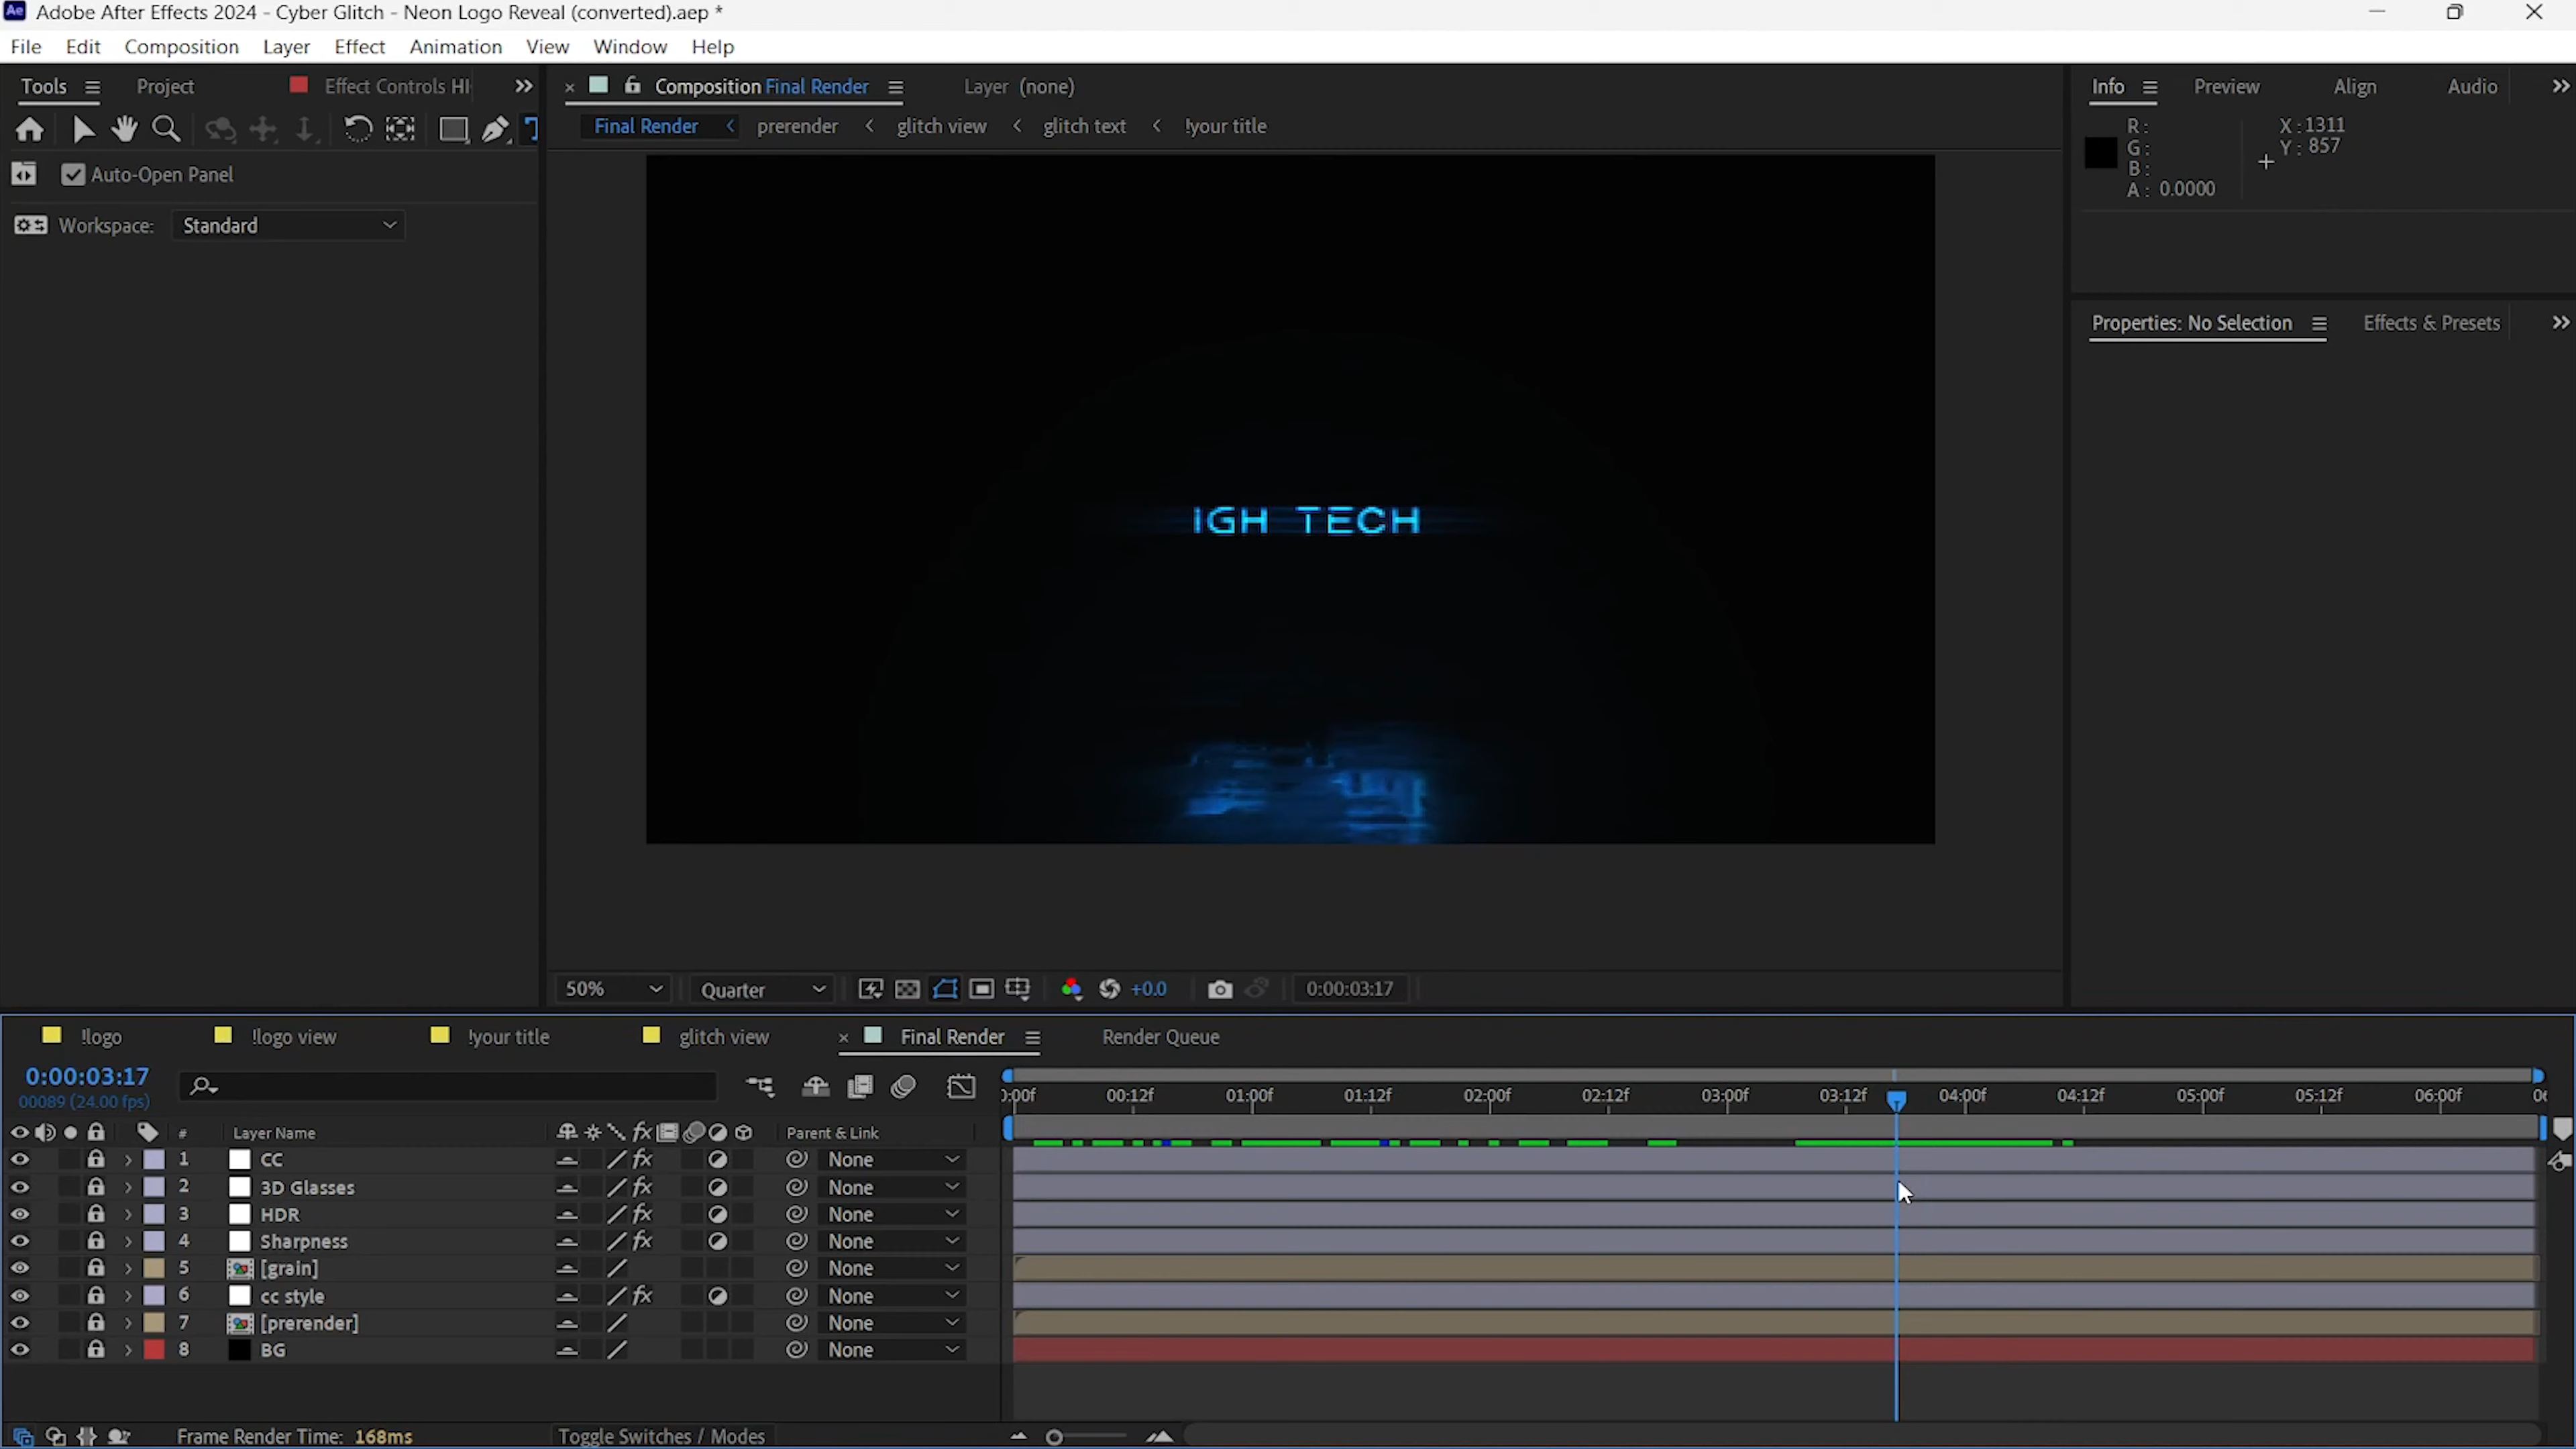 Ae Adobe After Effects 2024 - Cyber Glitch - Neon Logo Reveal (converted).aep *
File Edit Composition Layer Effect Animation View Window Help
Tools Project Effect Controls HI
Composition Final Render Layer (none)
Info Preview Align Audio
Final Render prerender glitch view glitch text !your title
R: X: 1311
G: Y: 857
B:
A: 0.0000
Auto-Open Panel
Workspace: Standard
Properties: No Selection Effects & Presets
IGH TECH
50% Quarter +0.0 0:00:03:17
!logo !logo view !your title glitch view Final Render Render Queue
0:00:03:17
00089 (24.00 fps)
:00f 00:12f 01:00f 01:12f 02:00f 02:12f 03:00f 03:12f 04:00f 04:12f 05:00f 05:12f 06:00f
# Layer Name fx Parent & Link
1 CC fx None
2 3D Glasses fx None
3 HDR fx None
4 Sharpness fx None
5 [grain] None
6 cc style fx None
7 [prerender] None
8 BG None
Frame Render Time: 168ms Toggle Switches / Modes